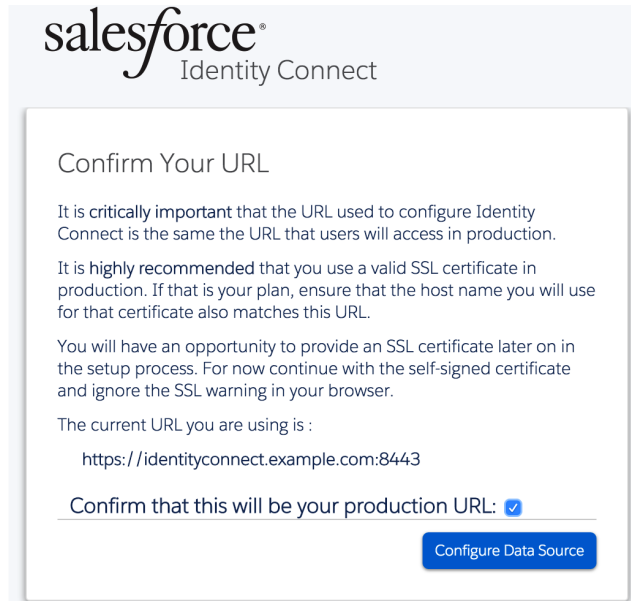 salesforce®
Identity Connect
Confirm Your URL
It is critically important that the URL used to configure Identity
Connect is the same the URL that users will access in production.
It is highly recommended that you use a valid SSL certificate in
production. If that is your plan, ensure that the host name you will use
for that certificate also matches this URL.
You will have an opportunity to provide an SSL certificate later on in
the setup process. For now continue with the self-signed certificate
and ignore the SSL warning in your browser.
The current URL you are using is :
https://identityconnect.example.com:8443
Confirm that this will be your production URL:
Configure Data Source